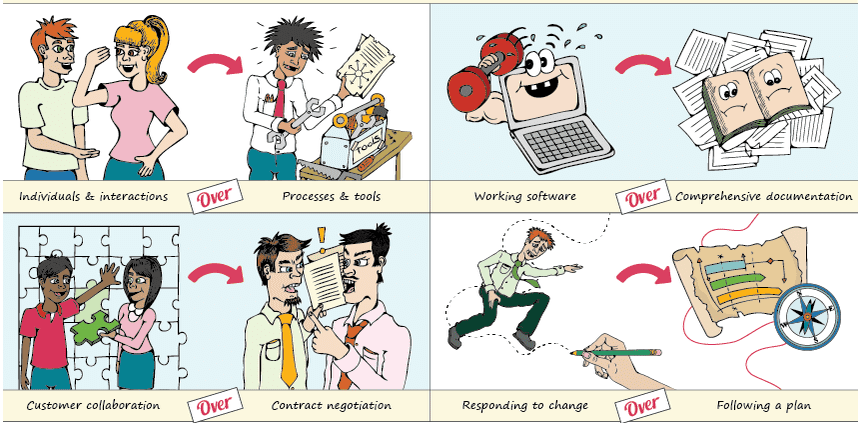 TOOLS
Individuals & interactions Over Processes & tools
Working software Over Comprehensive documentation
!
N
E
S
W
Customer collaboration Over Contract negotiation
Responding to change Over Following a plan